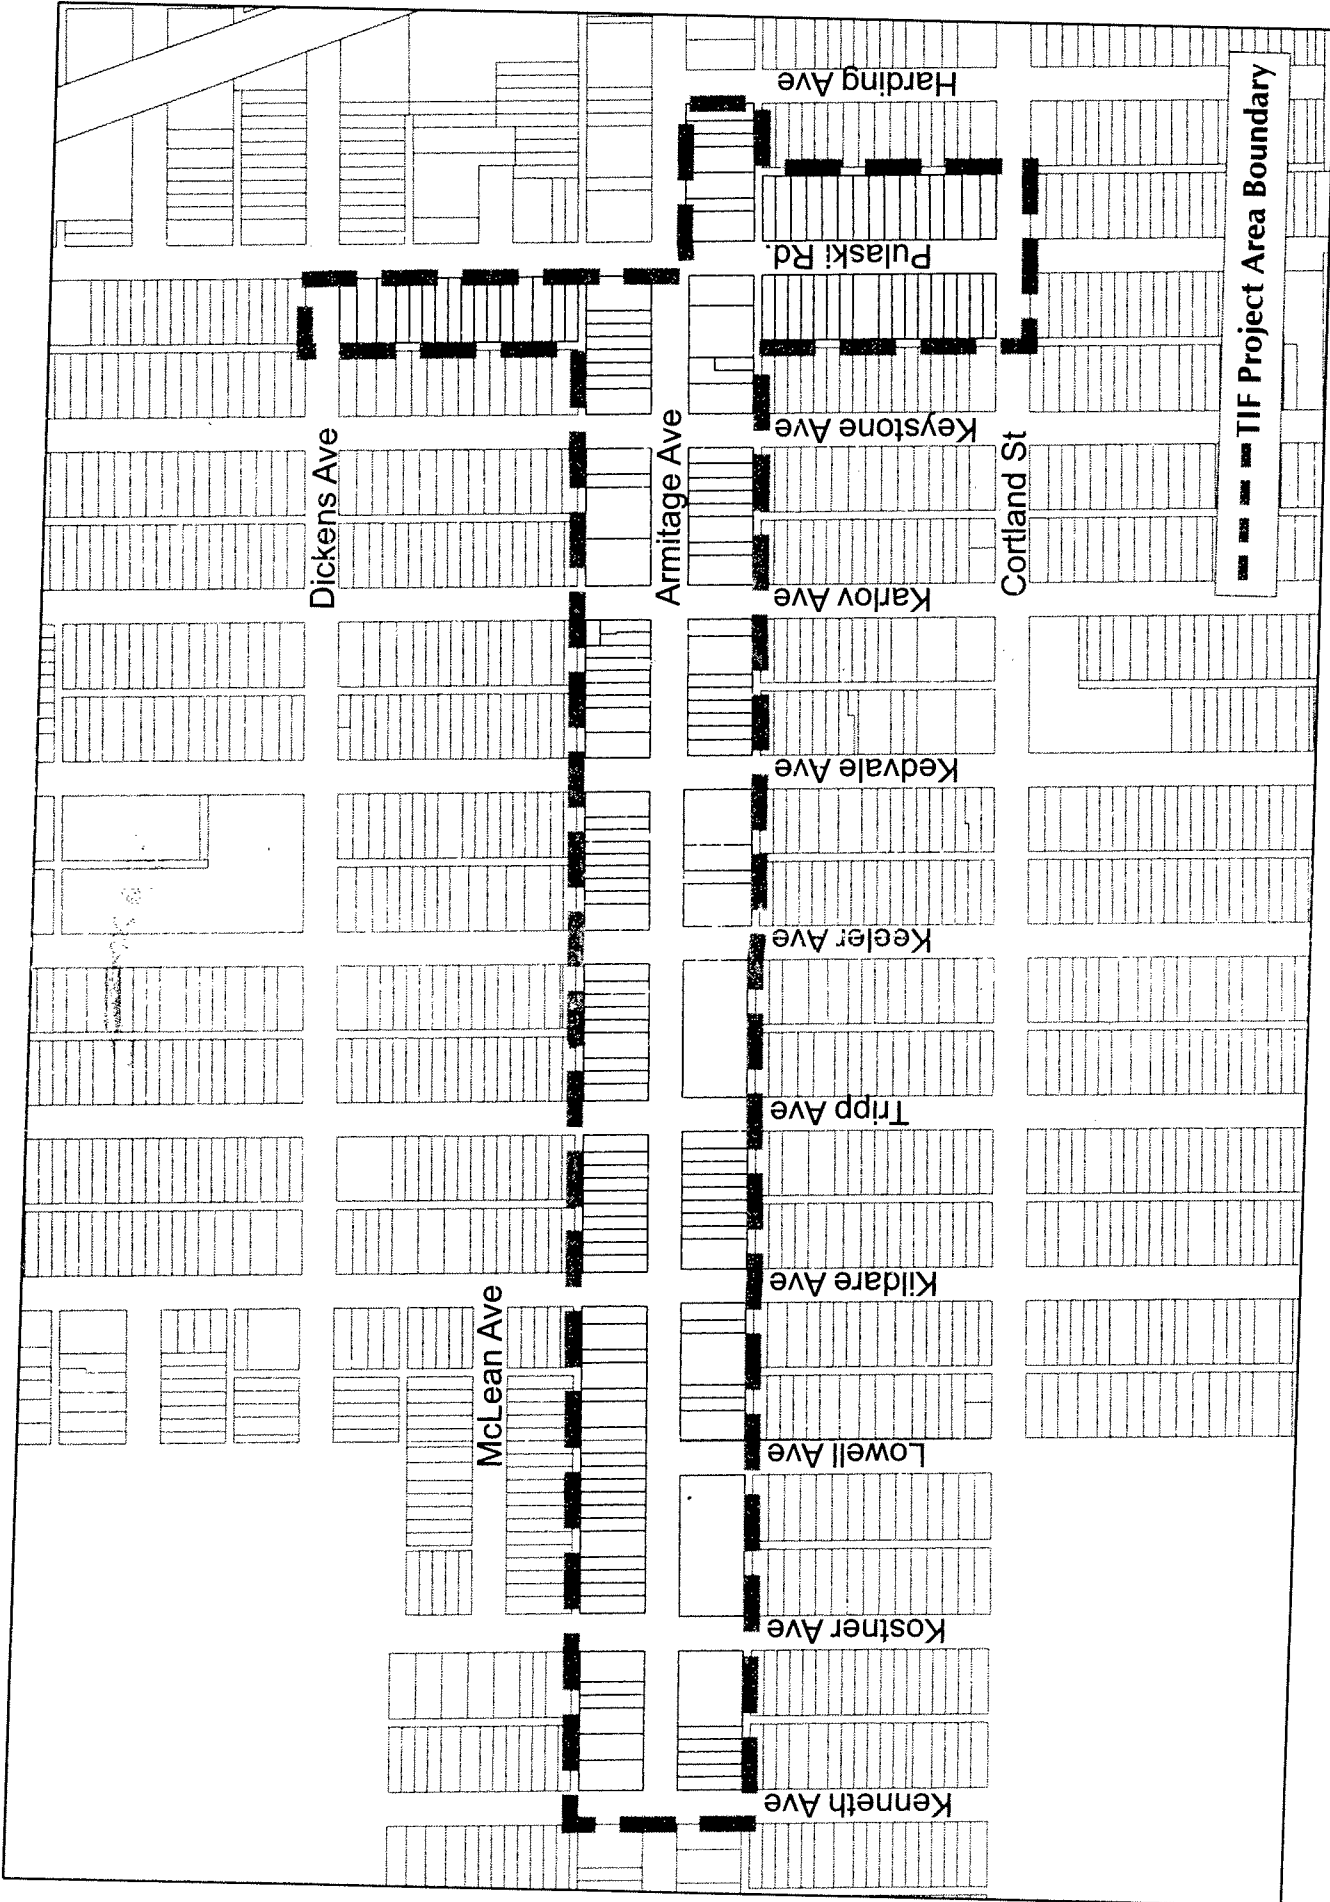 Harding Ave
Pulaski Rd.
Keystone Ave
Karlov Ave
Kedvale Ave
Keeler Ave
Tripp Ave
Kildare Ave
Lowell Ave
Kostner Ave
Kenneth Ave
Dickens Ave
Armitage Ave
Cortland St
McLean Ave
TIF Project Area Boundary